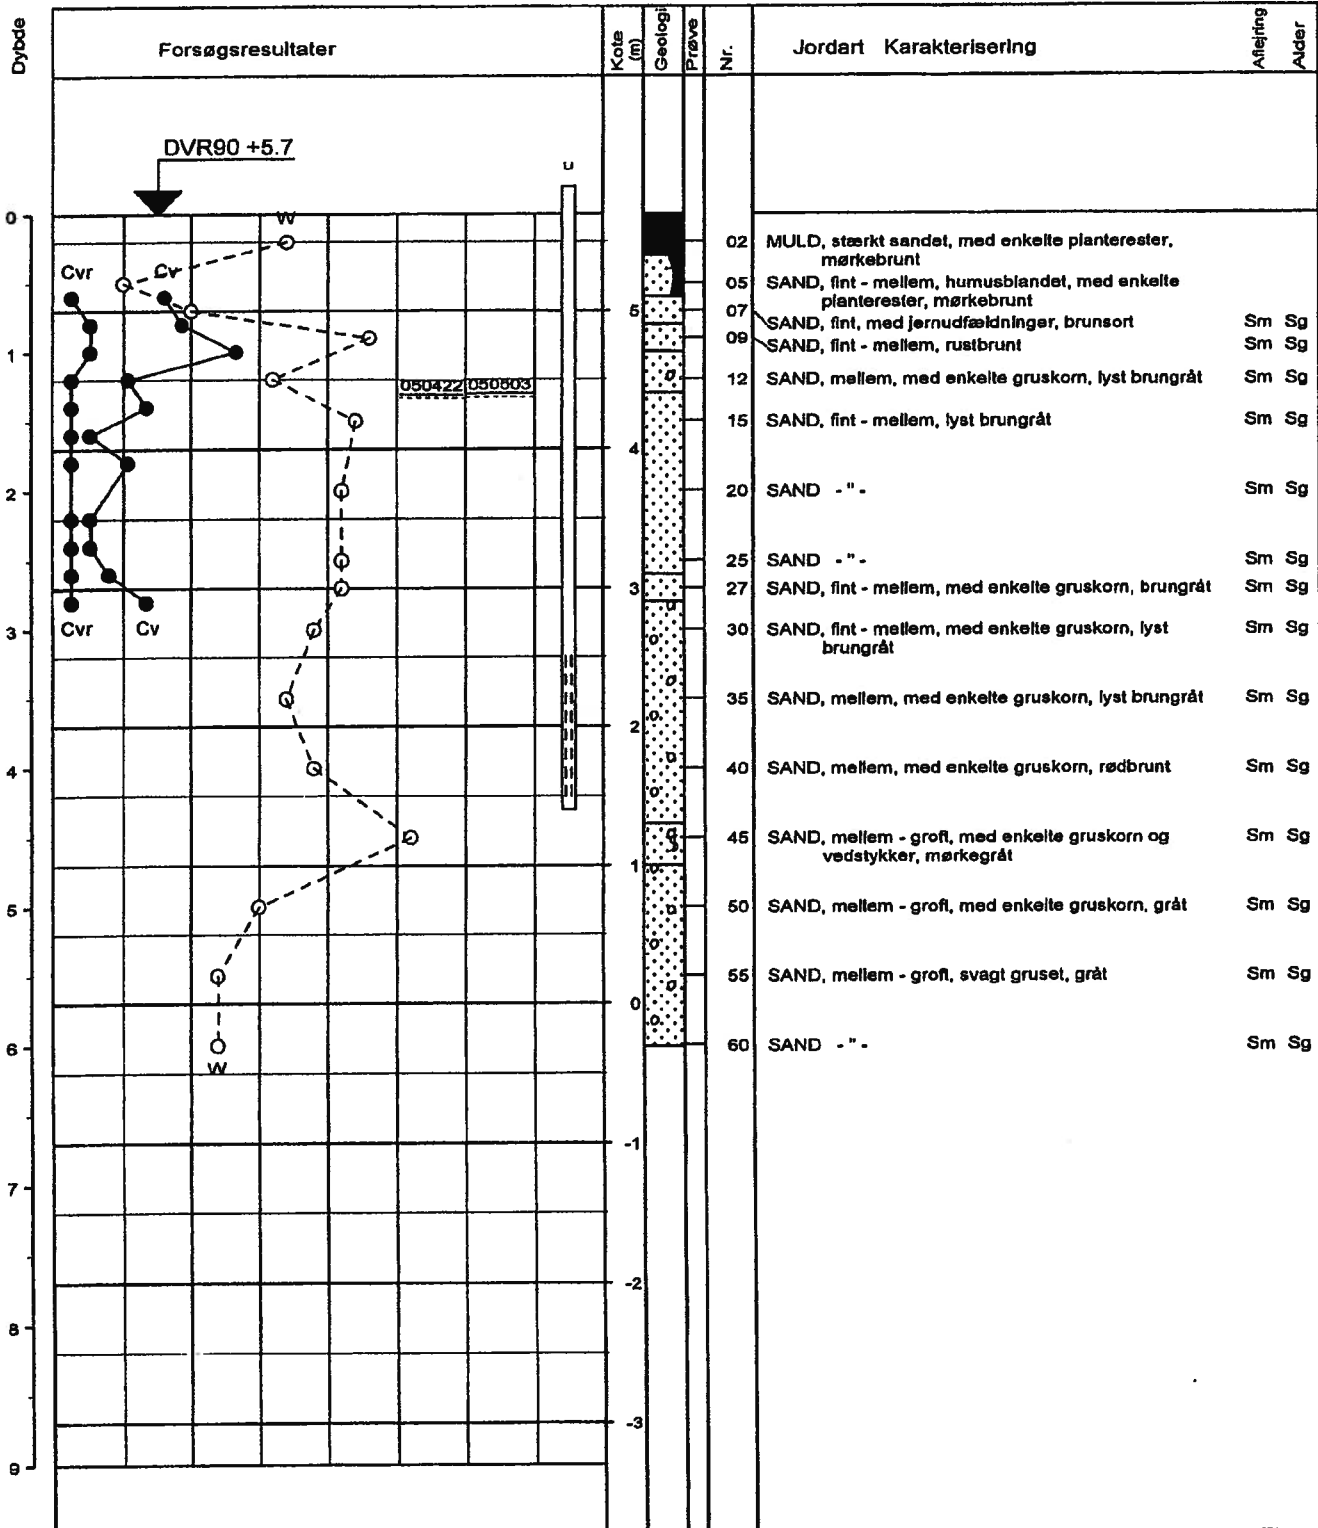 Dybde
Forsøgsresultater
Kote (m)
Geologi
Prøve
Nr.
Jordart Karakterisering
Aflejring
Alder
DVR90 +5.7
u
W
Cvr
Cv
050422 050503
Cvr
Cv
W
0
1
2
3
4
5
6
7
8
9
5
4
3
2
1
0
-1
-2
-3
02 MULD, stærkt sandet, med enkelte planterester,
mørkebrunt
05 SAND, fint - mellem, humusblandet, med enkelte
planterester, mørkebrunt
07 SAND, fint, med jernudfældninger, brunsort Sm Sg
09 SAND, fint - mellem, rustbrunt Sm Sg
12 SAND, mellem, med enkelte gruskorn, lyst brungråt Sm Sg
15 SAND, fint - mellem, lyst brungråt Sm Sg
20 SAND - " - Sm Sg
25 SAND - " - Sm Sg
27 SAND, fint - mellem, med enkelte gruskorn, brungråt Sm Sg
30 SAND, fint - mellem, med enkelte gruskorn, lyst Sm Sg
brungråt
35 SAND, mellem, med enkelte gruskorn, lyst brungråt Sm Sg
40 SAND, mellem, med enkelte gruskorn, rødbrunt Sm Sg
45 SAND, mellem - groft, med enkelte gruskorn og Sm Sg
vedstykker, mørkegråt
50 SAND, mellem - groft, med enkelte gruskorn, gråt Sm Sg
55 SAND, mellem - groft, svagt gruset, gråt Sm Sg
60 SAND - " - Sm Sg